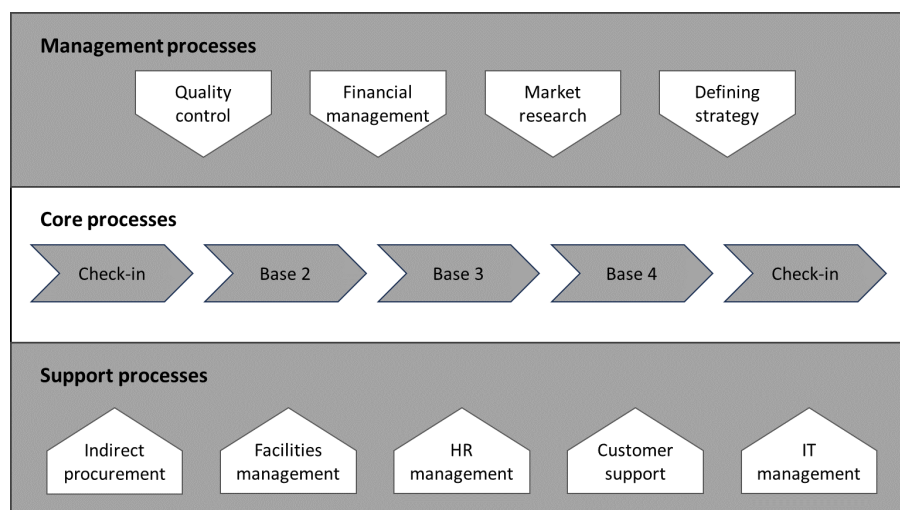 Management processes
Quality
control
Financial
management
Market
research
Defining
strategy
Core processes
Check-in
Base 2
Base 3
Base 4
Check-in
Support processes
Indirect
procurement
Facilities
management
HR
management
Customer
support
IT
management